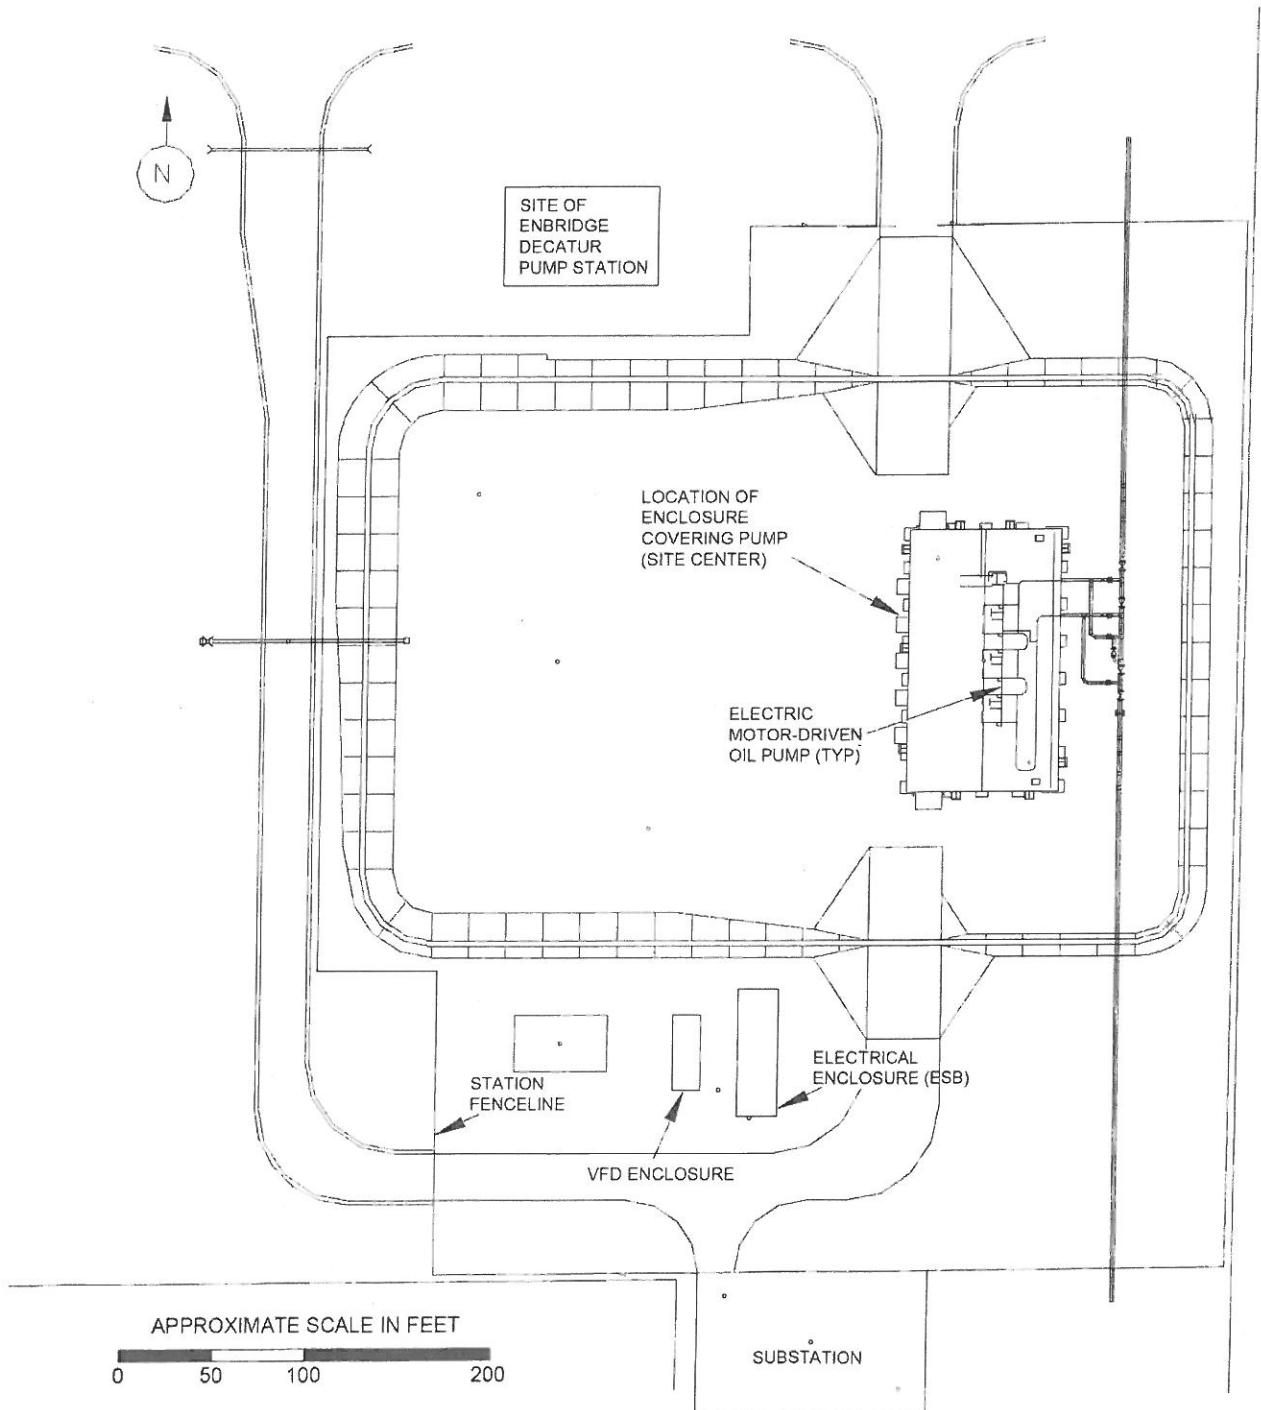 N
SITE OF
ENBRIDGE
DECATUR
PUMP STATION
LOCATION OF
ENCLOSURE
COVERING PUMP
(SITE CENTER)
ELECTRIC
MOTOR-DRIVEN
OIL PUMP (TYP)
ELECTRICAL
ENCLOSURE (ESB)
STATION
FENCELINE
VFD ENCLOSURE
APPROXIMATE SCALE IN FEET
0 50 100 200
SUBSTATION